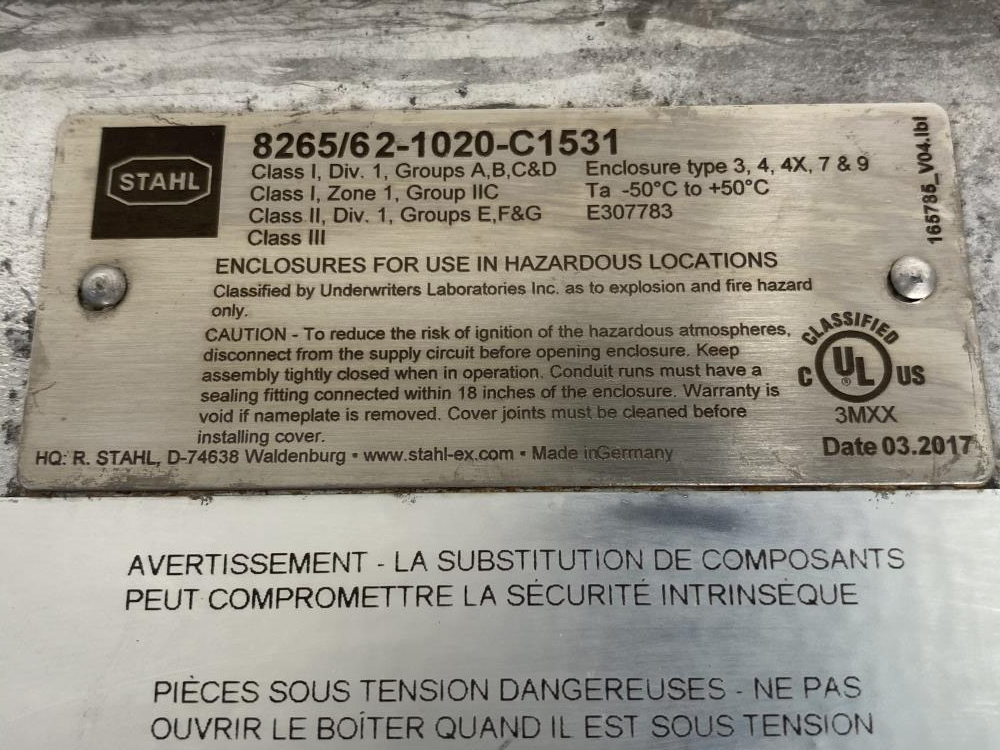 STAHL
8265/62-1020-C1531
Class I, Div. 1, Groups A,B,C&D
Class I, Zone 1, Group IIC
Class II, Div. 1, Groups E,F&G
Class III
Enclosure type 3, 4, 4X, 7 & 9
Ta -50°C to +50°C
E307783
165785_V04.lbl
ENCLOSURES FOR USE IN HAZARDOUS LOCATIONS
Classified by Underwriters Laboratories Inc. as to explosion and fire hazard
only.
CAUTION - To reduce the risk of ignition of the hazardous atmospheres,
disconnect from the supply circuit before opening enclosure. Keep
assembly tightly closed when in operation. Conduit runs must have a
sealing fitting connected within 18 inches of the enclosure. Warranty is
void if nameplate is removed. Cover joints must be cleaned before
installing cover.
CLASSIFIED
C UL ® US
3MXX
Date 03.2017
HQ: R. STAHL, D-74638 Waldenburg • www.stahl-ex.com • Made inGermany
AVERTISSEMENT - LA SUBSTITUTION DE COMPOSANTS
PEUT COMPROMETTRE LA SÉCURITÉ INTRINSÈQUE
PIÈCES SOUS TENSION DANGEREUSES - NE PAS
OUVRIR LE BOÎTER QUAND IL EST SOUS TENSION